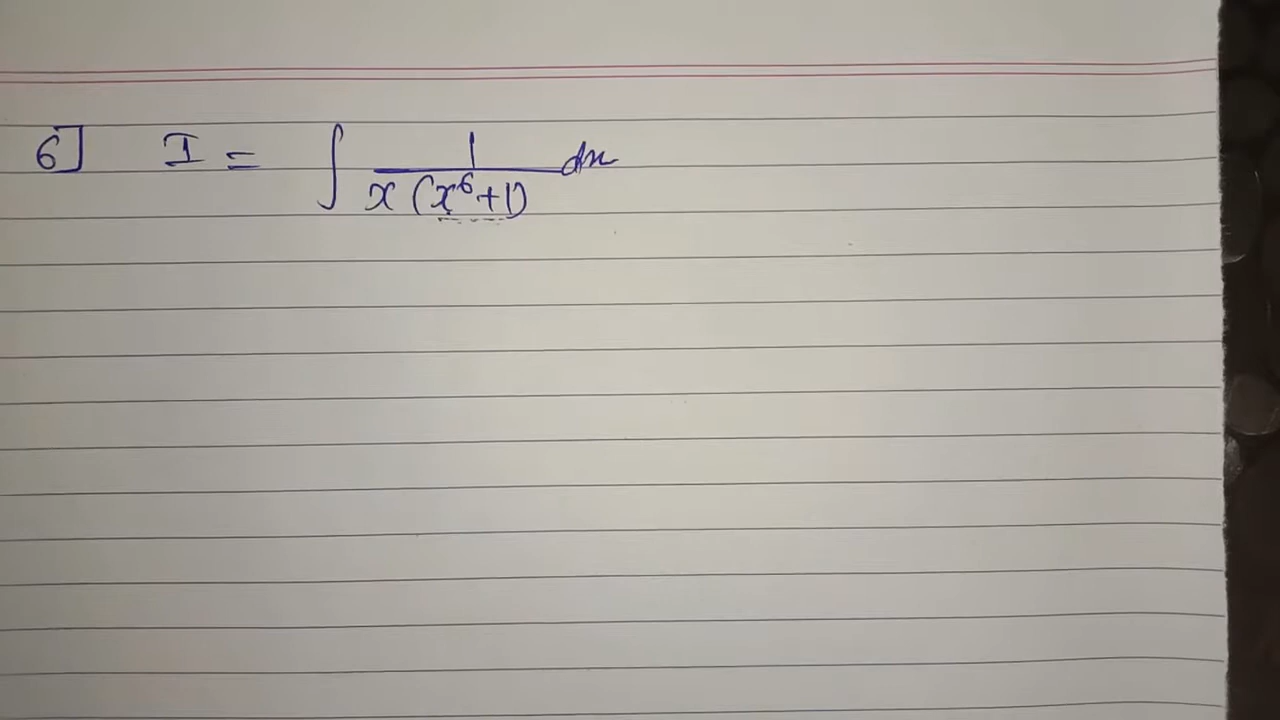 6] I = ∫ 1 / x (x⁶+1) dx